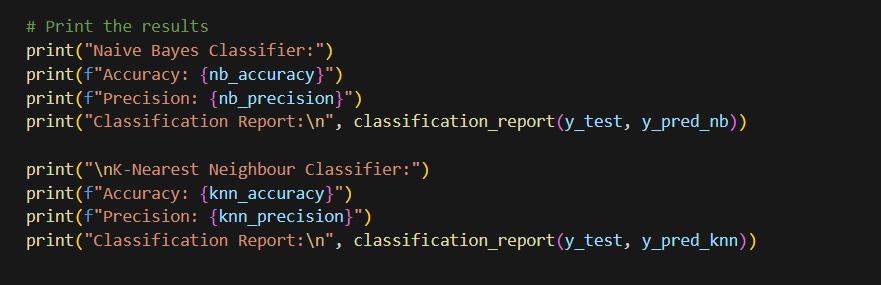 # Print the results
print("Naive Bayes Classifier:")
print(f"Accuracy: {nb_accuracy}")
print(f"Precision: {nb_precision}")
print("Classification Report:\n", classification_report(y_test, y_pred_nb))

print("\nK-Nearest Neighbour Classifier:")
print(f"Accuracy: {knn_accuracy}")
print(f"Precision: {knn_precision}")
print("Classification Report:\n", classification_report(y_test, y_pred_knn))